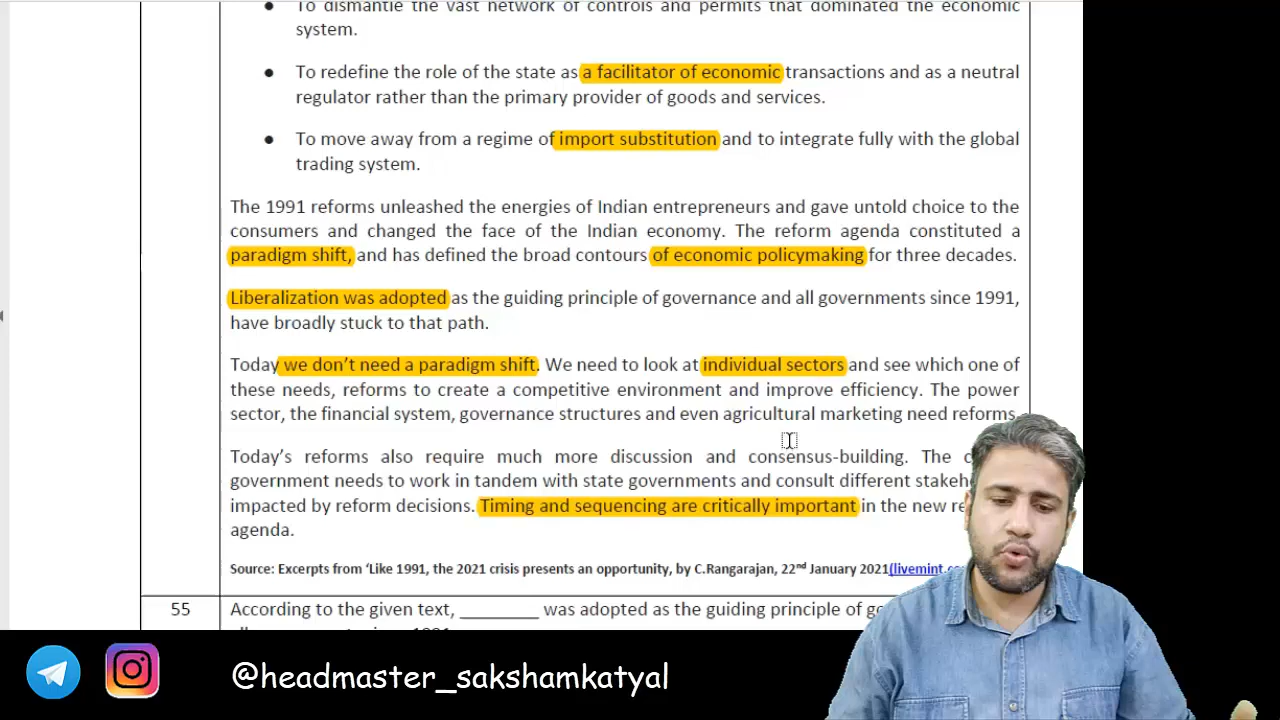 To dismantle the vast network of controls and permits that dominated the economic
system.
● To redefine the role of the state as a facilitator of economic transactions and as a neutral
regulator rather than the primary provider of goods and services.
● To move away from a regime of import substitution and to integrate fully with the global
trading system.
The 1991 reforms unleashed the energies of Indian entrepreneurs and gave untold choice to the
consumers and changed the face of the Indian economy. The reform agenda constituted a
paradigm shift, and has defined the broad contours of economic policymaking for three decades.
Liberalization was adopted as the guiding principle of governance and all governments since 1991,
have broadly stuck to that path.
Today we don't need a paradigm shift. We need to look at individual sectors and see which one of
these needs, reforms to create a competitive environment and improve efficiency. The power
sector, the financial system, governance structures and even agricultural marketing need reforms.
Today's reforms also require much more discussion and consensus-building. The
government needs to work in tandem with state governments and consult different
impacted by reform decisions. Timing and sequencing are critically important in the new
agenda.
Source: Excerpts from 'Like 1991, the 2021 crisis presents an opportunity, by C.Rangarajan, 22nd January 2021(livemint.
55 According to the given text, ________ was adopted as the guiding principle of
@headmaster_sakshamkatyal